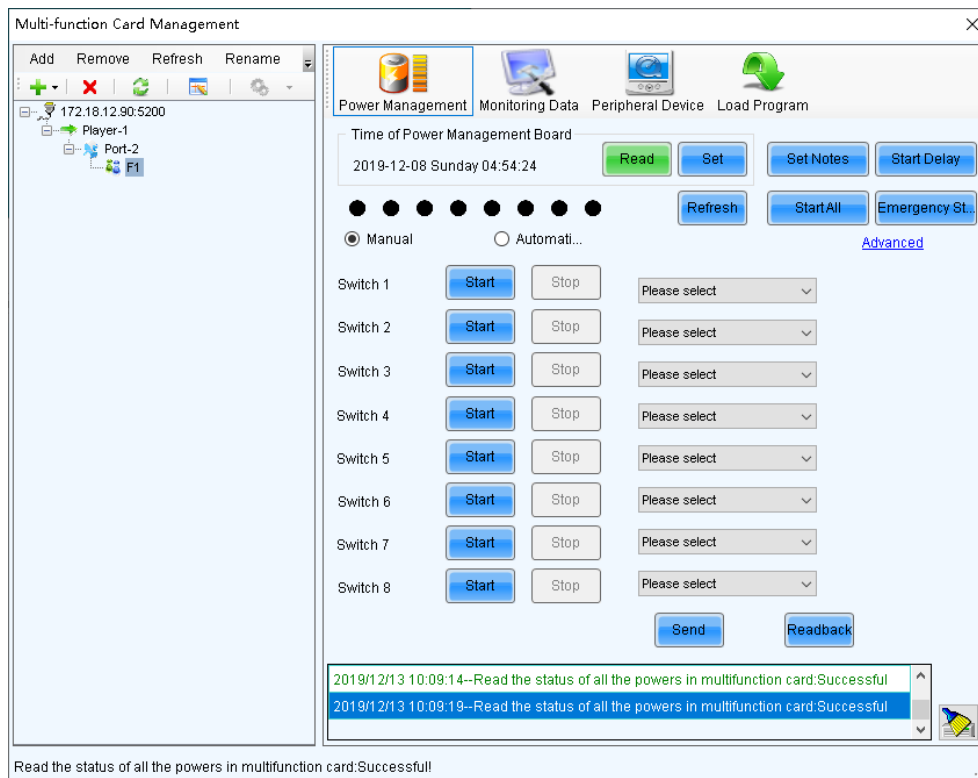 Multi-function Card Management
Add Remove Refresh Rename
172.18.12.90:5200
Player-1
Port-2
F1
Power Management Monitoring Data Peripheral Device Load Program
Time of Power Management Board
2019-12-08 Sunday 04:54:24 Read Set Set Notes Start Delay
Refresh Start All Emergency St...
Manual Automati... Advanced
Switch 1 Start Stop Please select
Switch 2 Start Stop Please select
Switch 3 Start Stop Please select
Switch 4 Start Stop Please select
Switch 5 Start Stop Please select
Switch 6 Start Stop Please select
Switch 7 Start Stop Please select
Switch 8 Start Stop Please select
Send Readback
2019/12/13 10:09:14--Read the status of all the powers in multifunction card:Successful
2019/12/13 10:09:19--Read the status of all the powers in multifunction card:Successful
Read the status of all the powers in multifunction card:Successful!